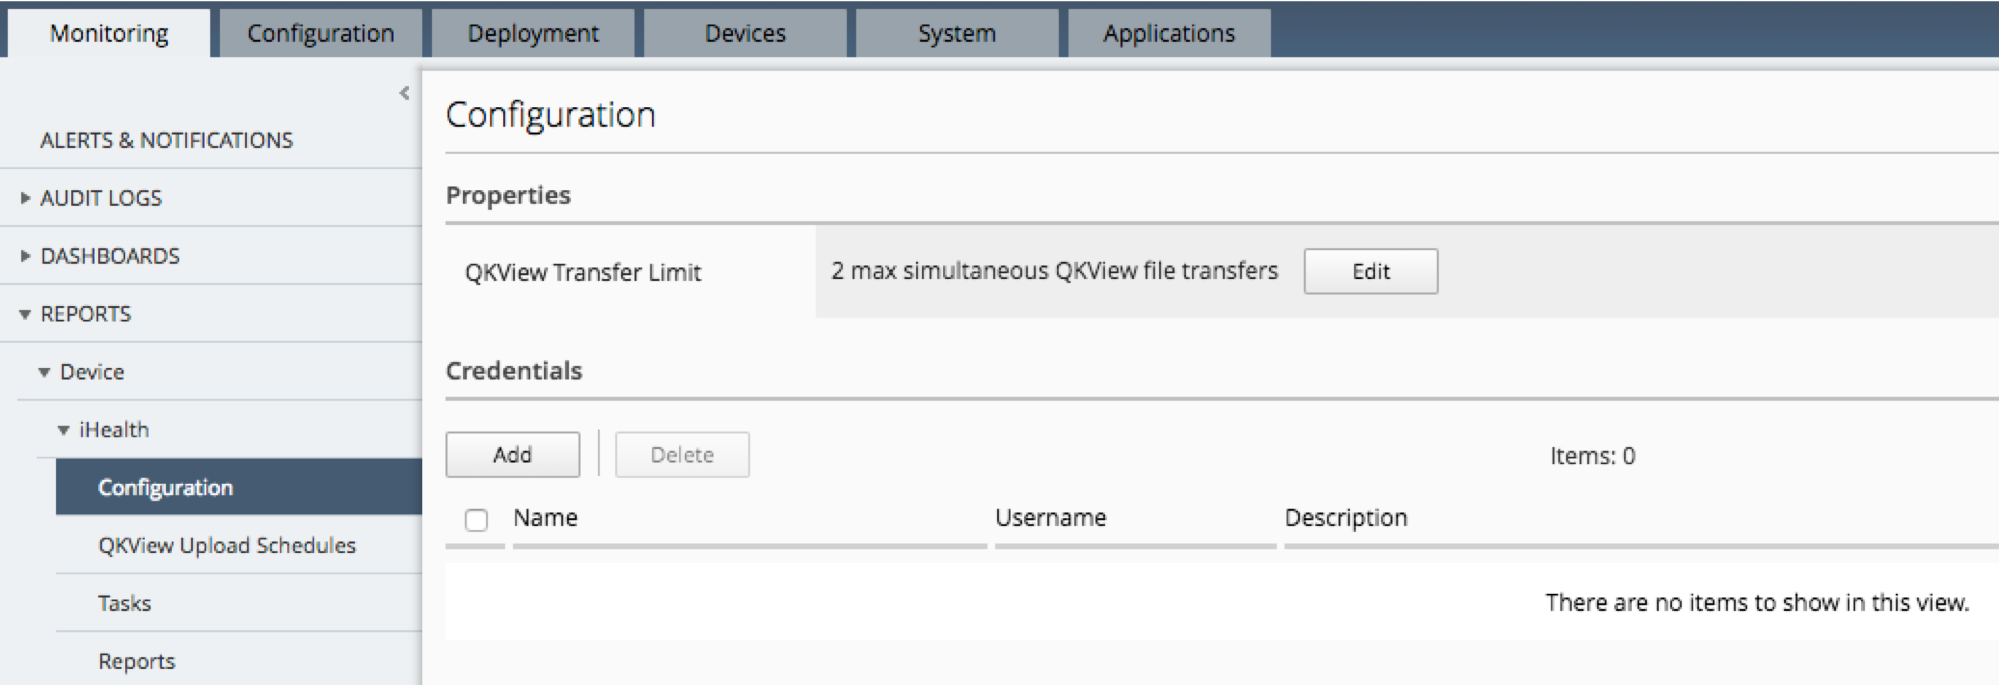 Monitoring Configuration Deployment Devices System Applications
ALERTS & NOTIFICATIONS
AUDIT LOGS
DASHBOARDS
REPORTS
Device
iHealth
Configuration
QKView Upload Schedules
Tasks
Reports
Configuration
Properties
QKView Transfer Limit 2 max simultaneous QKView file transfers Edit
Credentials
Add Delete Items: 0
Name Username Description
There are no items to show in this view.